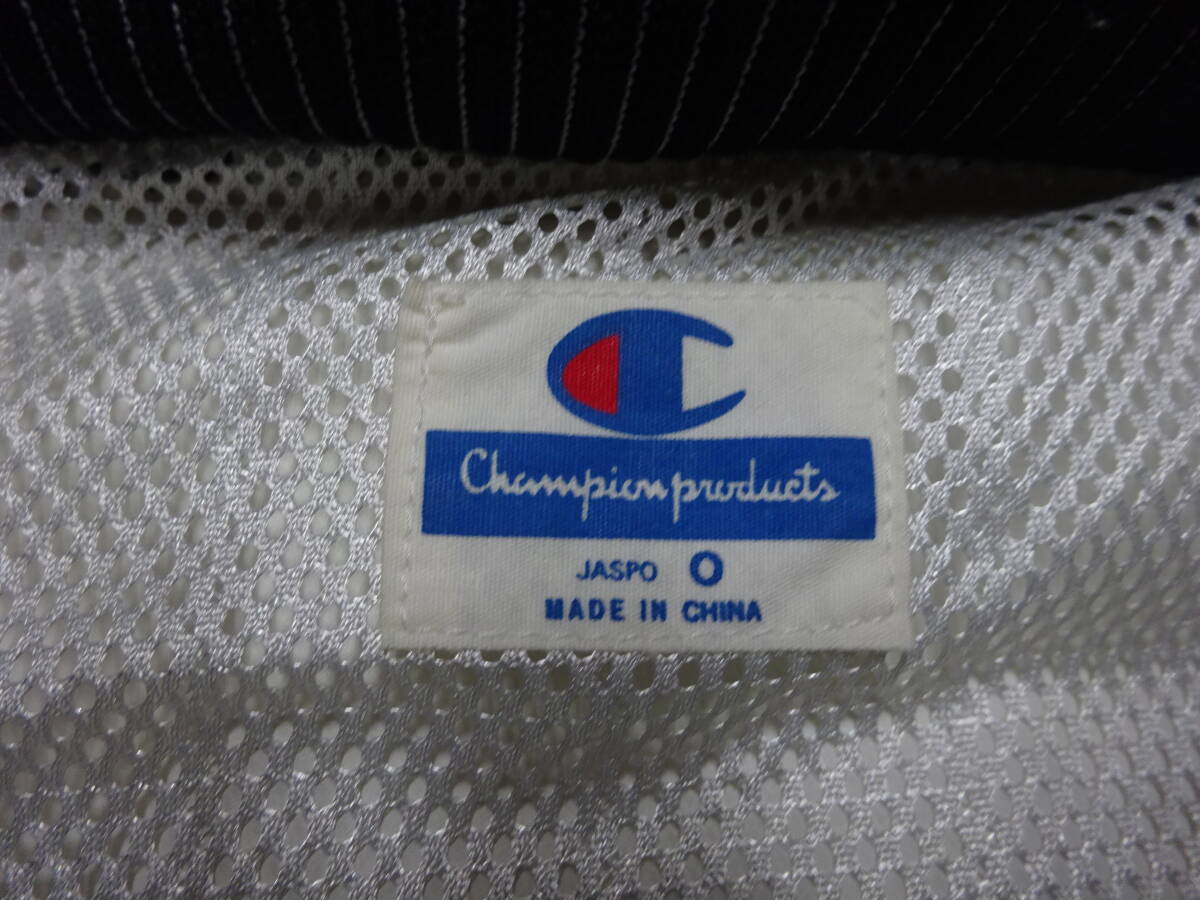 Champion products
JASPO O
MADE IN CHINA